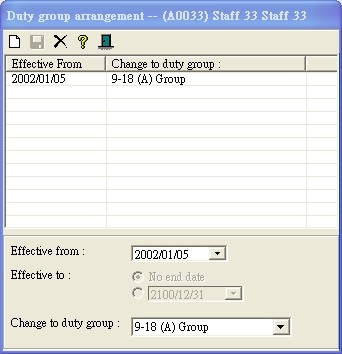 Duty group arrangement -- (A0033) Staff 33 Staff 33
Effective From Change to duty group :
2002/01/05 9-18 (A) Group
Effective from : 2002/01/05
Effective to : No end date
2100/12/31
Change to duty group : 9-18 (A) Group